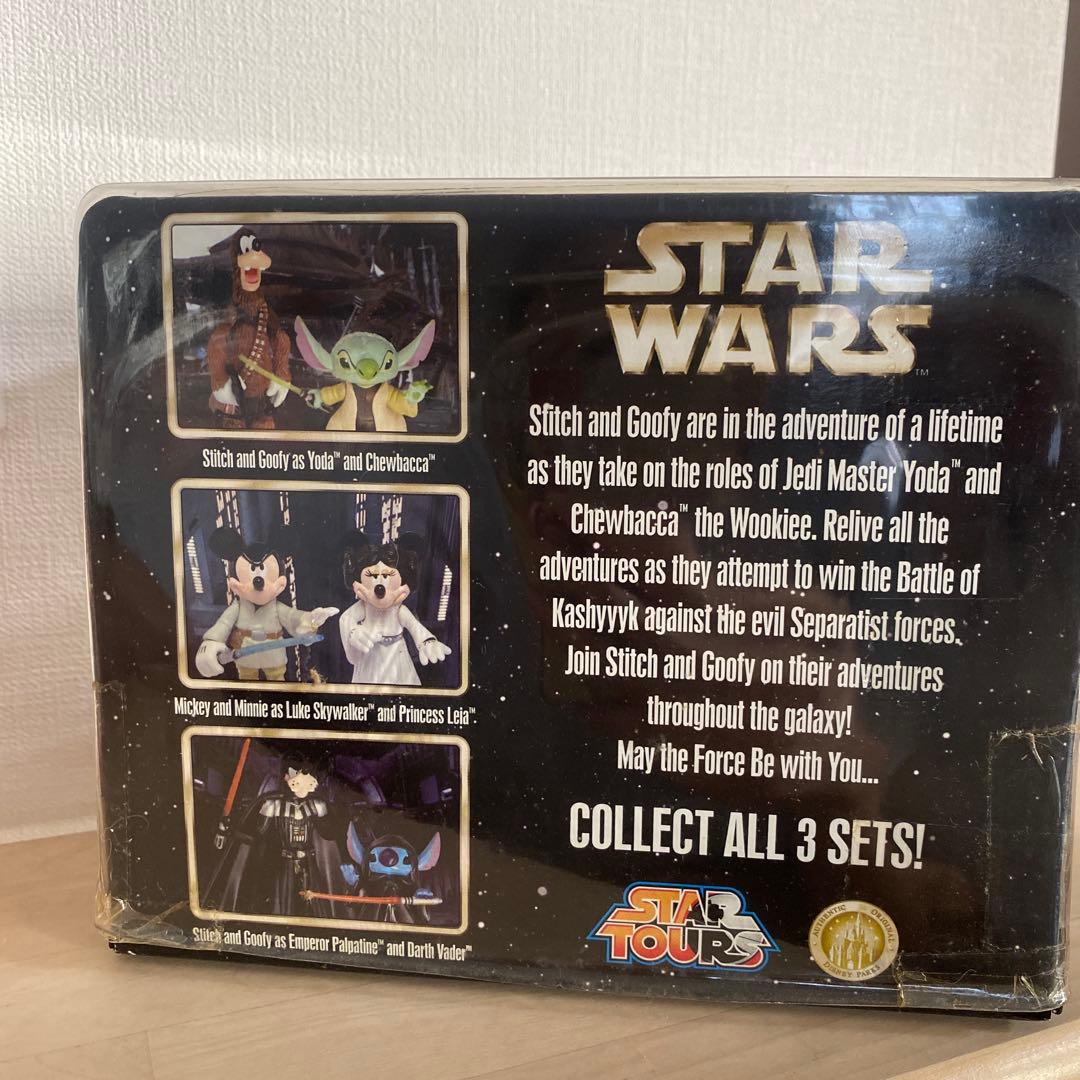 STAR
WARS™
Stitch and Goofy as Yoda™ and Chewbacca™
Mickey and Minnie as Luke Skywalker™ and Princess Leia™.
Stitch and Goofy as Emperor Palpatine™ and Darth Vader™
Stitch and Goofy are in the adventure of a lifetime
as they take on the roles of Jedi Master Yoda™ and
Chewbacca™ the Wookiee. Relive all the
adventures as they attempt to win the Battle of
Kashyyyk against the evil Separatist forces.
Join Stitch and Goofy on their adventures
throughout the galaxy!
May the Force Be with You...
COLLECT ALL 3 SETS!
STAR
TOURS
AUTHENTIC ORIGINAL
DISNEY PARKS